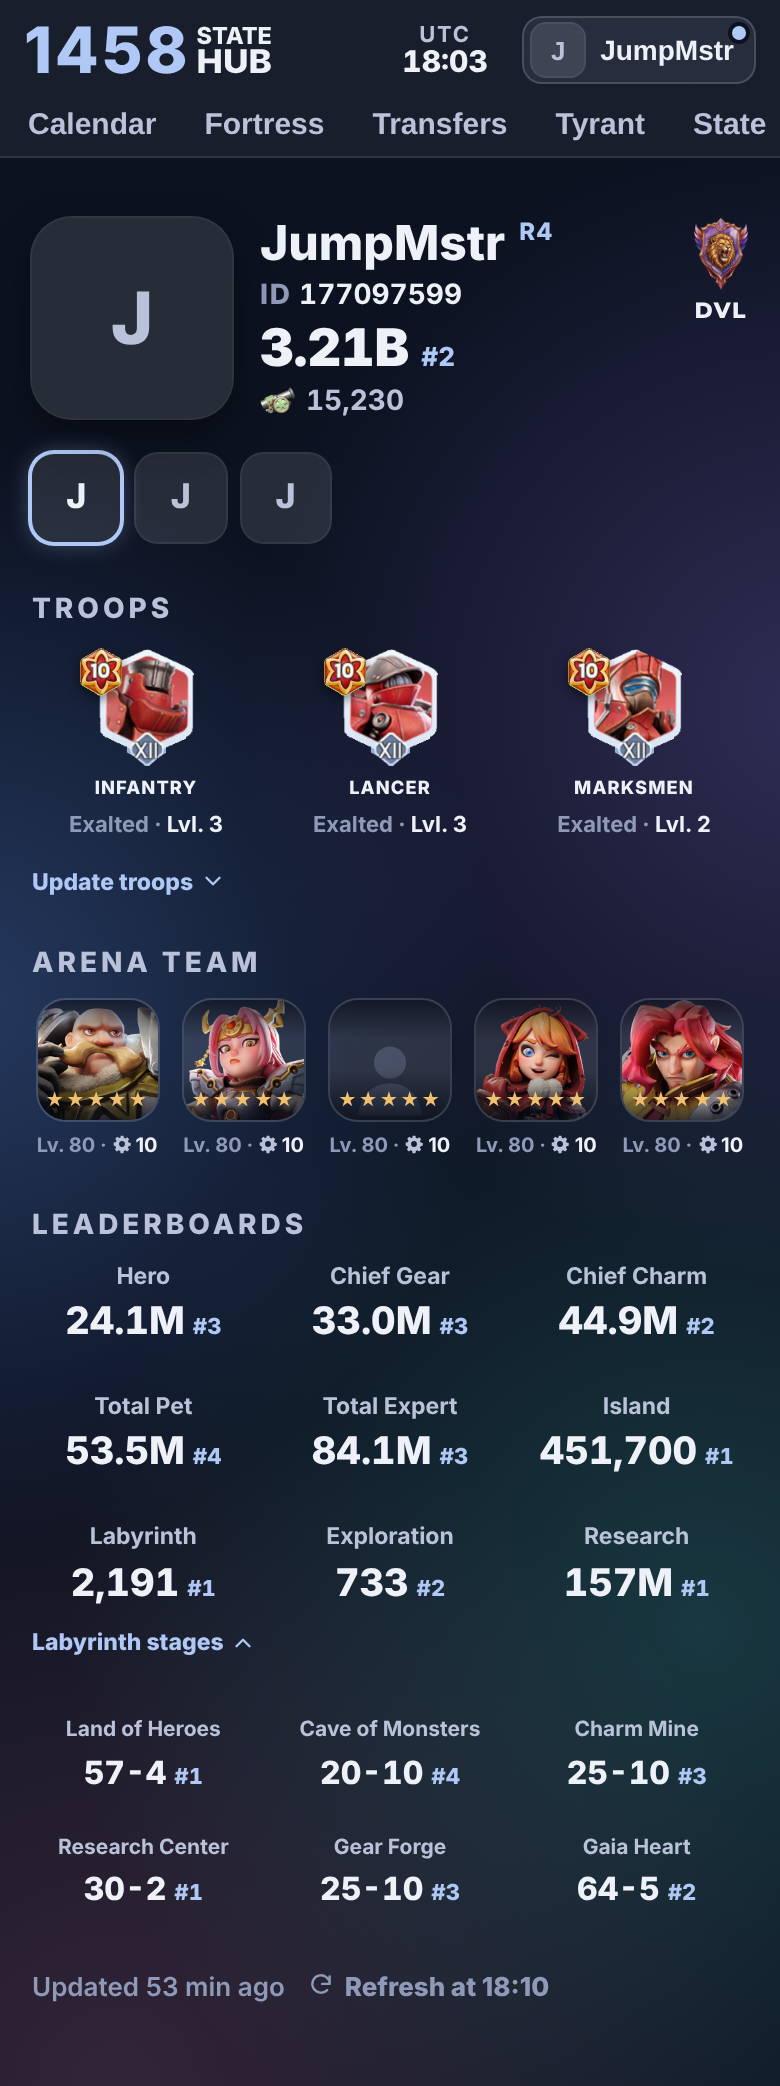 1458 STATE HUB
UTC
18:03
J JumpMstr
Calendar Fortress Transfers Tyrant State
J
JumpMstr R4
ID 177097599
3.21B #2
15,230
DVL
J J J
TROOPS
10 10 10
XII XII XII
INFANTRY LANCER MARKSMEN
Exalted · Lvl. 3 Exalted · Lvl. 3 Exalted · Lvl. 2
Update troops
ARENA TEAM
Lv. 80 · 10 Lv. 80 · 10 Lv. 80 · 10 Lv. 80 · 10 Lv. 80 · 10
LEADERBOARDS
Hero Chief Gear Chief Charm
24.1M #3 33.0M #3 44.9M #2
Total Pet Total Expert Island
53.5M #4 84.1M #3 451,700 #1
Labyrinth Exploration Research
2,191 #1 733 #2 157M #1
Labyrinth stages
Land of Heroes Cave of Monsters Charm Mine
57-4 #1 20-10 #4 25-10 #3
Research Center Gear Forge Gaia Heart
30-2 #1 25-10 #3 64-5 #2
Updated 53 min ago Refresh at 18:10